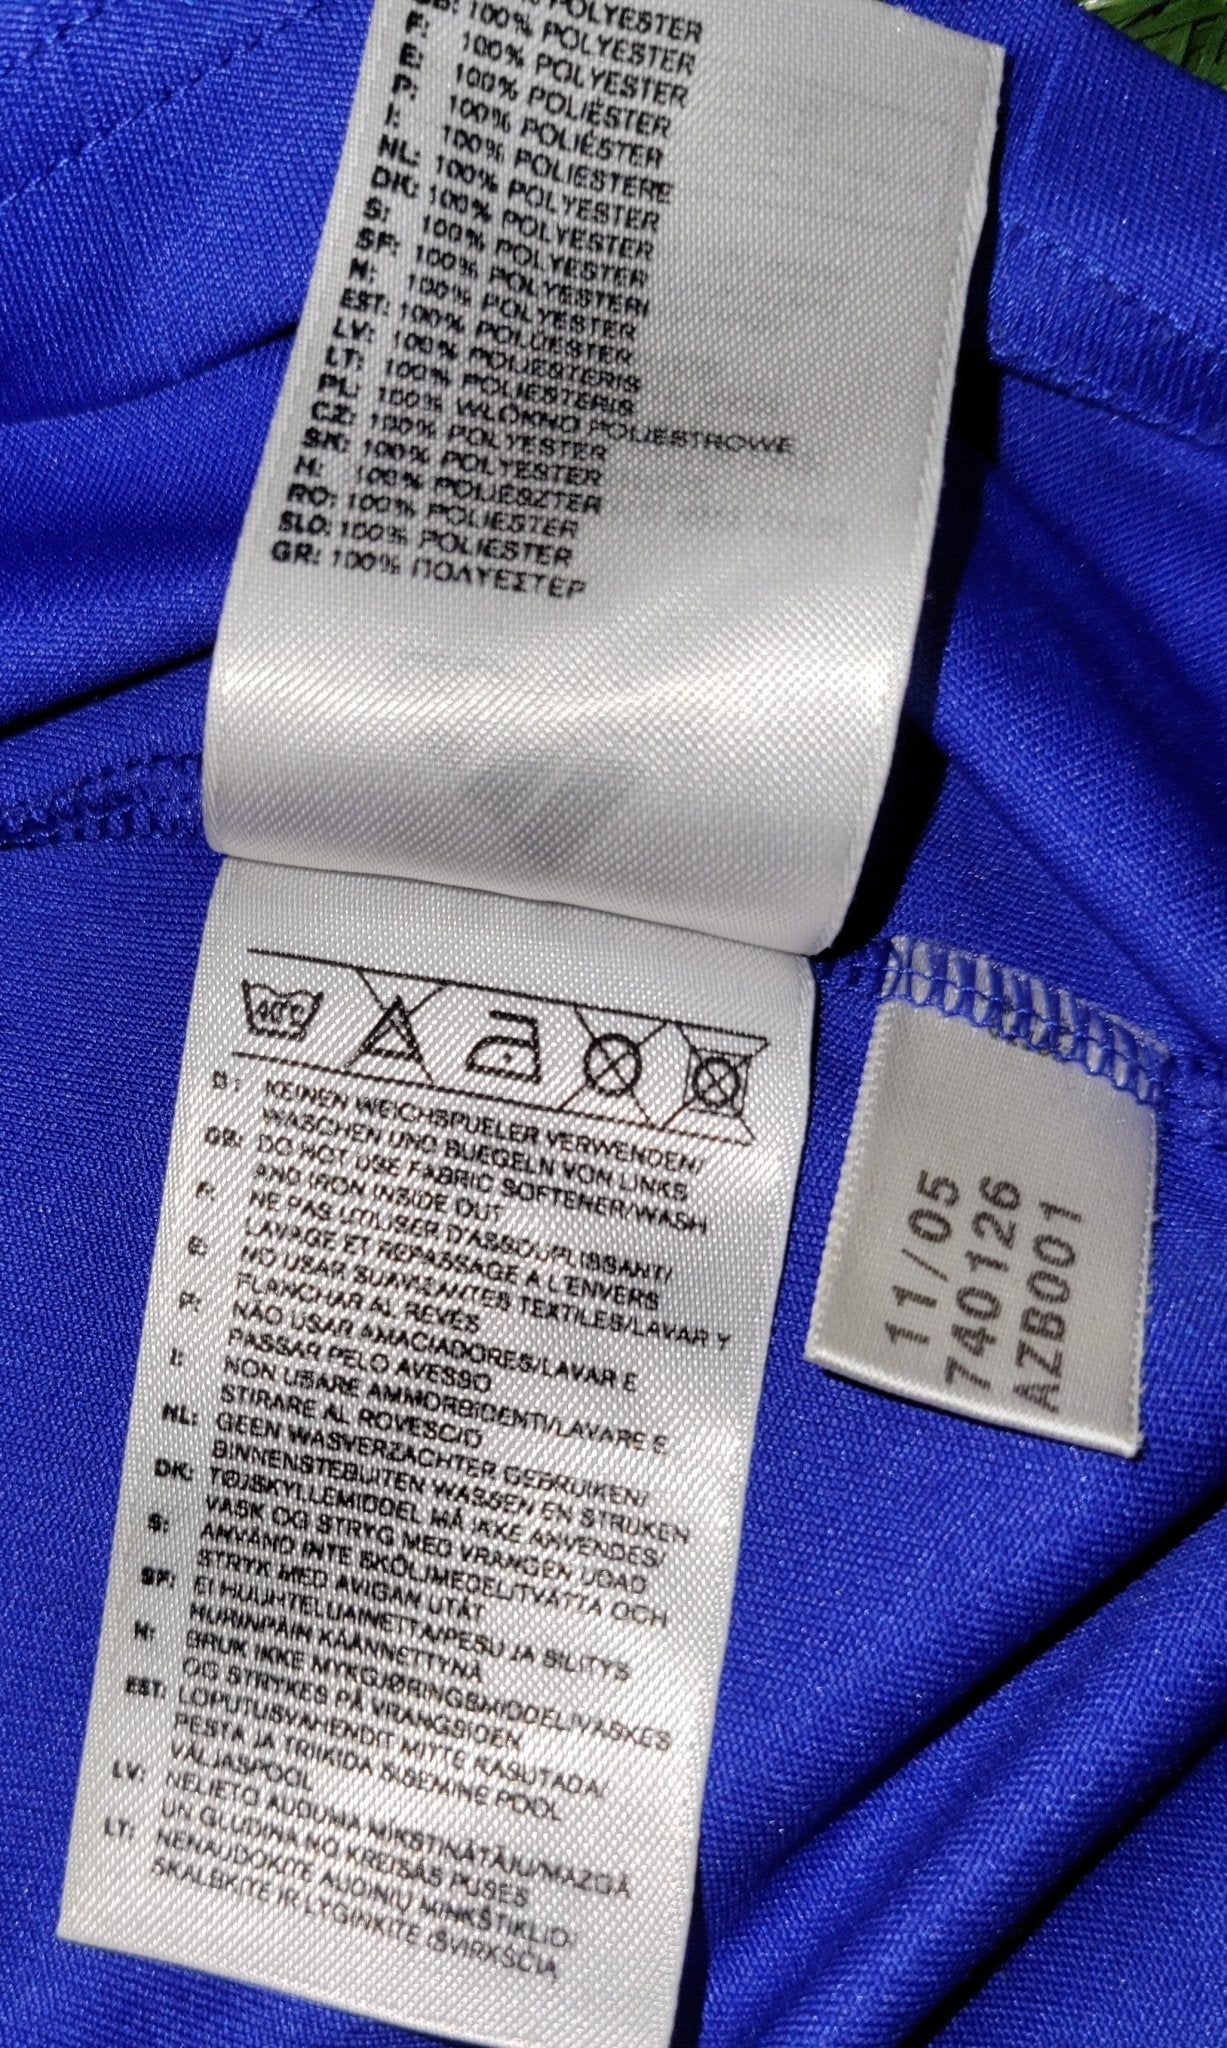 GB: 100% POLYESTER
F: 100% POLYESTER
E: 100% POLYESTER
P: 100% POLIÉSTER
I: 100% POLIÉSTER
100% POLIESTERE
NL: 100% POLYESTER
DK: 100% POLYESTER
S: 100% POLYESTER
SF: 100% POLYESTERI
N: 100% POLYESTER
EST: 100% POLÜESTER
LV: 100% POLIESTERIS
LT: 100% POLIESTERIS
PL: 100% WLÓKNO POLIESTROWE
CZ: 100% POLYESTER
SK: 100% POLYESTER
H: 100% POLIÉSZTER
RO: 100% POLIESTER
SLO: 100% POLIESTER
GR: 100% ΠΟΛΥΕΣΤΕΡ
40°C
A
D: KEINEN WEICHSPUELER VERWENDEN/
WASCHEN UND BUEGELN VON LINKS
GB: DO NOT USE FABRIC SOFTENER/WASH
AND IRON INSIDE OUT
F: NE PAS UTILISER D'ASSOUPLISSANT/
LAVAGE ET REPASSAGE A L'ENVERS
E: NO USAR SUAVIZANTES TEXTILES/LAVAR Y
PLANCHAR AL REVÉS
P: NÃO USAR AMACIADORES/LAVAR E
PASSAR PELO AVESSO
I: NON USARE AMMORBIDENTI/LAVARE E
STIRARE AL ROVESCIO
NL: GEEN WASVERZACHTER GEBRUIKEN/
BINNENSTEBUITEN WASSEN EN STRIJKEN
DK: TØJSKYLLEMIDDEL MÅ IKKE ANVENDES/
VASK OG STRYG MED VRANGEN UDAD
S: ANVÄND INTE SKÖLJMEDEL/TVÄTTA OCH
STRYK MED AVIGAN UTÅT
SF: EI HUUHTELUAINETTA/PESU JA SILITYS
NURINPÄIN KÄÄNNETTYNÄ
N: BRUK IKKE MYKGJØRINGSMIDDEL/VASKES
OG STRYKES PÅ VRANGSIDEN
EST: LOPUTUSVAHENDIT MITTE KASUTADA/
PESTA JA TRIIKIDA SISEMINE POOL
VÄLJASPOOL
LV: NELIETO AUDUMA MIKSTINĀTĀJU/MAZGĀ
UN GLUDINA NO KREISĀS PUSES
LT: NENAUDOKITE AUDINIŲ MINKŠTIKLIO/
SKALBKITE IR LYGINKITE IŠVIRKŠČIĄ
11/05
740126
AZB001